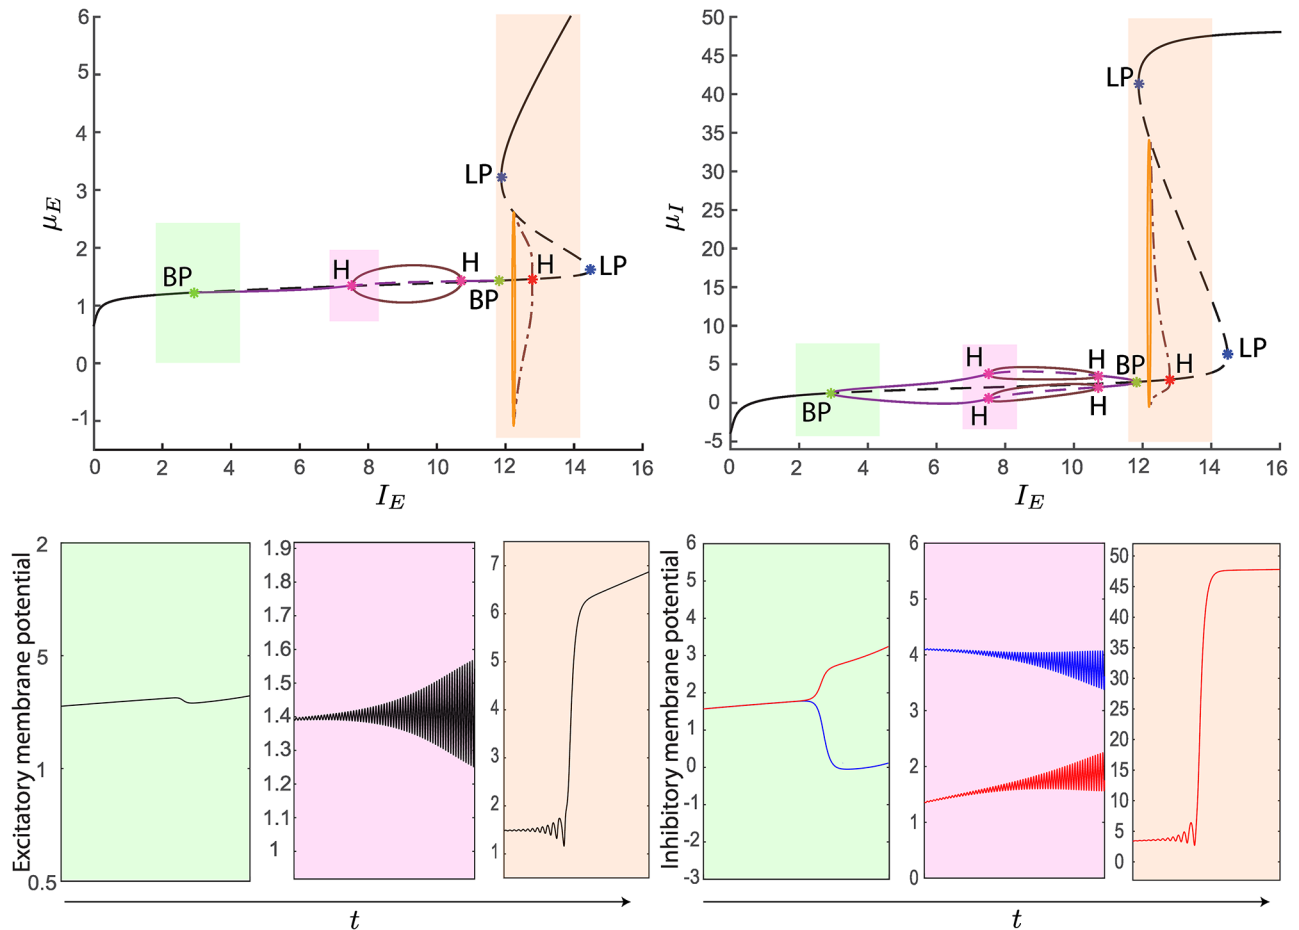 6
5
4
3
2
1
0
-1
μ_E
0 2 4 6 8 10 12 14 16
I_E
BP
H
H
BP
H
LP
LP
50
45
40
35
30
25
20
15
10
5
0
-5
μ_I
0 2 4 6 8 10 12 14 16
I_E
BP
H
H
H
H
BP
H
LP
LP
Excitatory membrane potential
2
5
1
0.5
1.9
1.8
1.7
1.6
1.5
1.4
1.3
1.2
1.1
1
7
6
5
4
3
2
1
t
Inhibitory membrane potential
6
5
4
3
2
1
0
-1
-2
-3
6
5
4
3
2
1
0
50
45
40
35
30
25
20
15
10
5
0
t